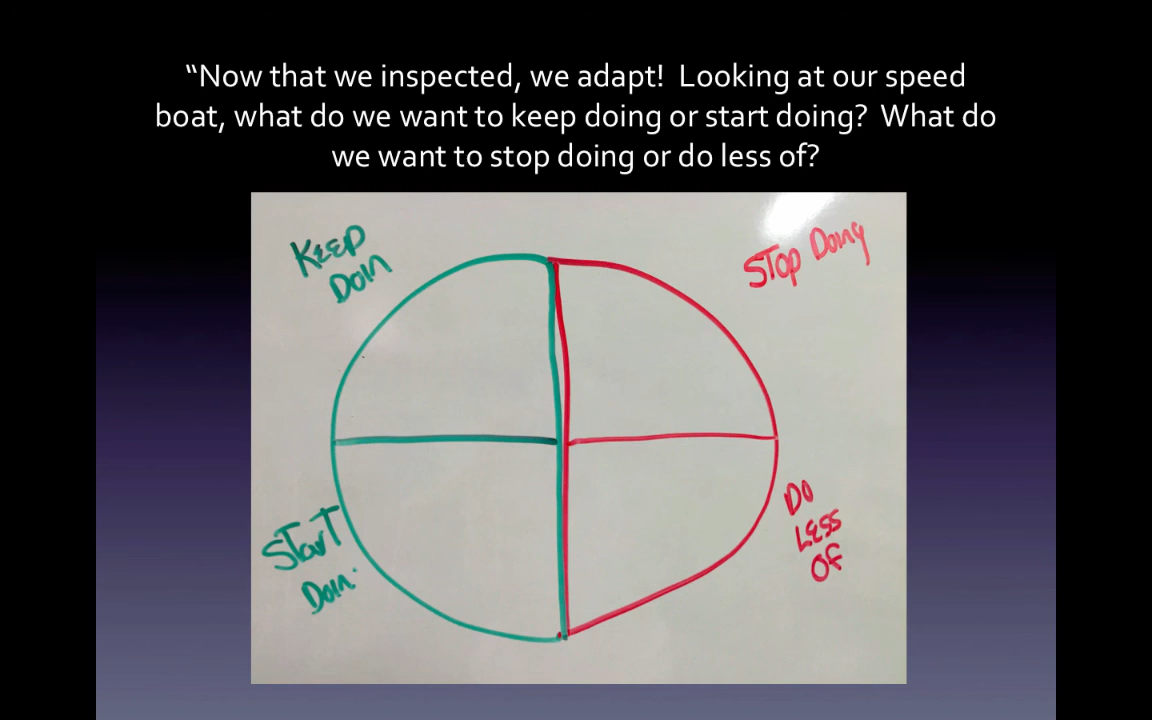 “Now that we inspected, we adapt! Looking at our speed
boat, what do we want to keep doing or start doing? What do
we want to stop doing or do less of?
KEEP
DOIN
STOP DOING
START
DOIN'
DO
LESS
OF